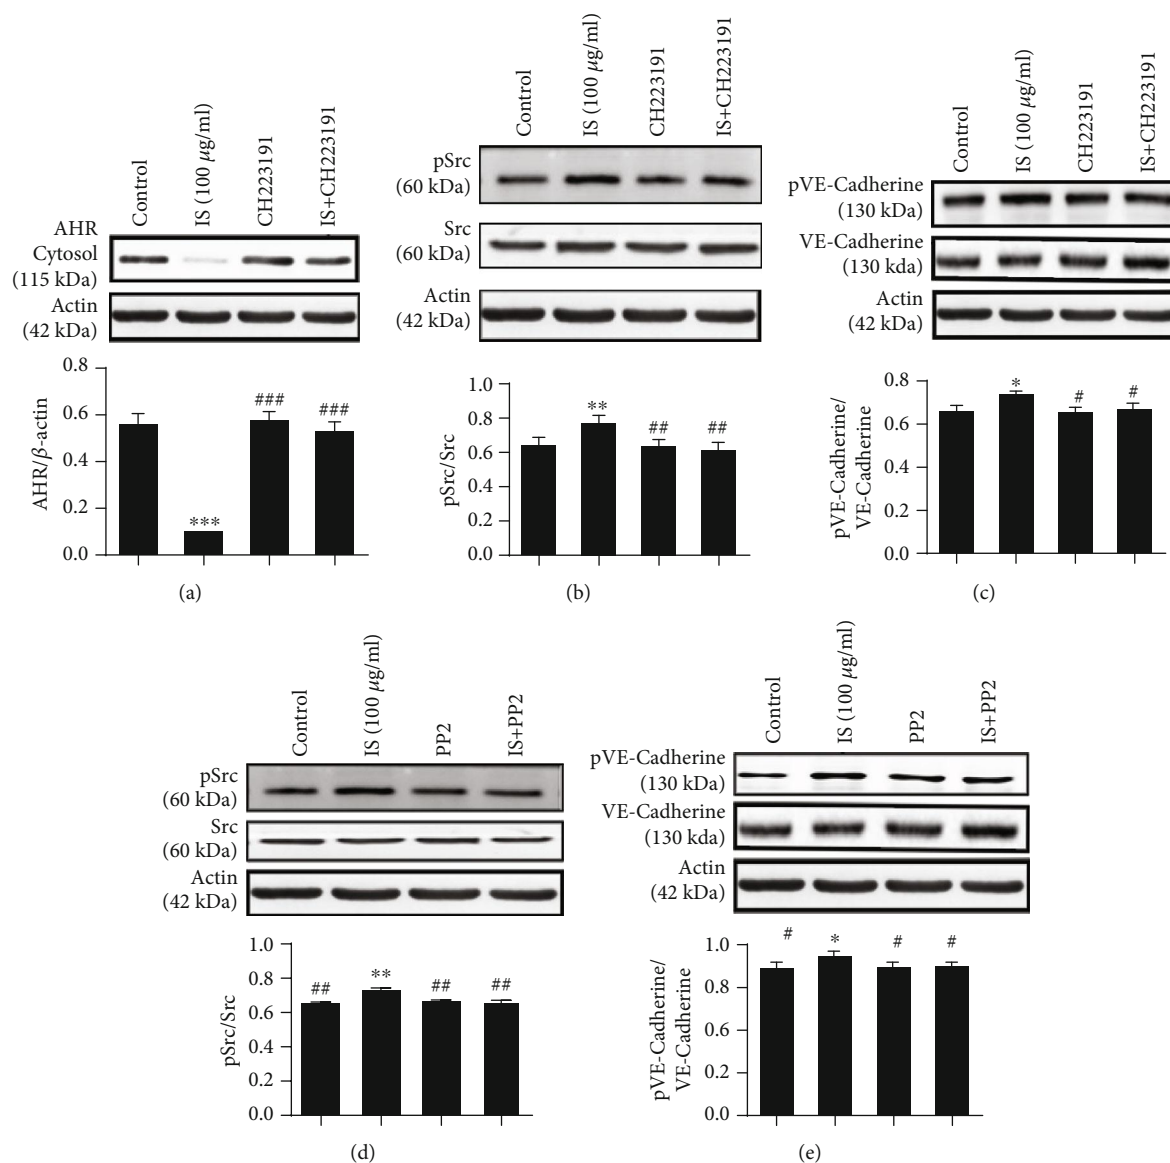 Control
IS (100 μg/ml)
CH223191
IS+CH223191
AHR
Cytosol
(115 kDa)
Actin
(42 kDa)
0.8
0.6
0.4
0.2
0.0
AHR/β-actin
***
###
###
(a)
Control
IS (100 μg/ml)
CH223191
IS+CH223191
pSrc
(60 kDa)
Src
(60 kDa)
Actin
(42 kDa)
1.0
0.8
0.6
0.4
0.2
0.0
pSrc/Src
**
##
##
(b)
Control
IS (100 μg/ml)
CH223191
IS+CH223191
pVE-Cadherine
(130 kDa)
VE-Cadherine
(130 kda)
Actin
(42 kDa)
0.8
0.6
0.4
0.2
0.0
pVE-Cadherine/
VE-Cadherine
*
#
#
(c)
Control
IS (100 μg/ml)
PP2
IS+PP2
pSrc
(60 kDa)
Src
(60 kDa)
Actin
(42 kDa)
1.0
0.8
0.6
0.4
0.2
0.0
pSrc/Src
##
**
##
##
(d)
Control
IS (100 μg/ml)
PP2
IS+PP2
pVE-Cadherine
(130 kDa)
VE-Cadherine
(130 kda)
Actin
(42 kDa)
1.0
0.6
0.2
0.0
pVE-Cadherine/
VE-Cadherine
#
*
#
#
(e)